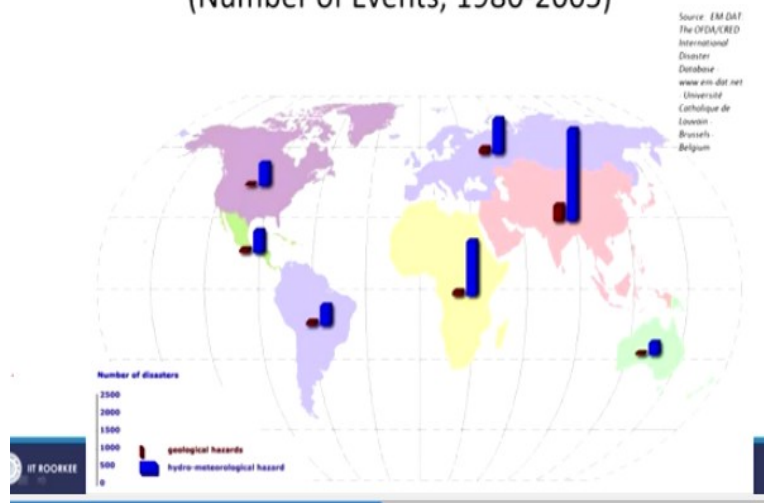 (Number of Events, 1980-2005)
Source: EM-DAT:
The OFDA/CRED
International
Disaster
Database -
www.em-dat.net
- Université
Catholique de
Louvain -
Brussels -
Belgium
Number of disasters
2500
2000
1500
1000
500
0
geological hazards
hydro-meteorological hazard
IIT ROORKEE